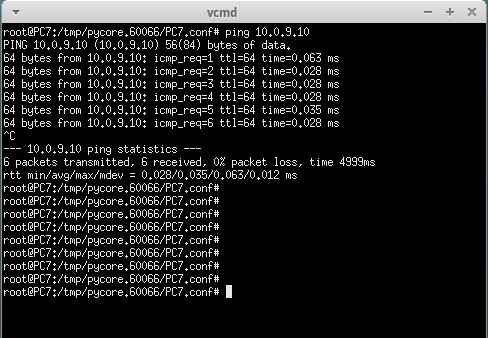 vcmd
root@PC7:/tmp/pycore.60066/PC7.conf# ping 10.0.9.10
PING 10.0.9.10 (10.0.9.10) 56(84) bytes of data.
64 bytes from 10.0.9.10: icmp_req=1 ttl=64 time=0.063 ms
64 bytes from 10.0.9.10: icmp_req=2 ttl=64 time=0.028 ms
64 bytes from 10.0.9.10: icmp_req=3 ttl=64 time=0.028 ms
64 bytes from 10.0.9.10: icmp_req=4 ttl=64 time=0.028 ms
64 bytes from 10.0.9.10: icmp_req=5 ttl=64 time=0.035 ms
64 bytes from 10.0.9.10: icmp_req=6 ttl=64 time=0.028 ms
^C
--- 10.0.9.10 ping statistics ---
6 packets transmitted, 6 received, 0% packet loss, time 4999ms
rtt min/avg/max/mdev = 0.028/0.035/0.063/0.012 ms
root@PC7:/tmp/pycore.60066/PC7.conf#
root@PC7:/tmp/pycore.60066/PC7.conf#
root@PC7:/tmp/pycore.60066/PC7.conf#
root@PC7:/tmp/pycore.60066/PC7.conf#
root@PC7:/tmp/pycore.60066/PC7.conf#
root@PC7:/tmp/pycore.60066/PC7.conf#
root@PC7:/tmp/pycore.60066/PC7.conf#
root@PC7:/tmp/pycore.60066/PC7.conf#
root@PC7:/tmp/pycore.60066/PC7.conf#